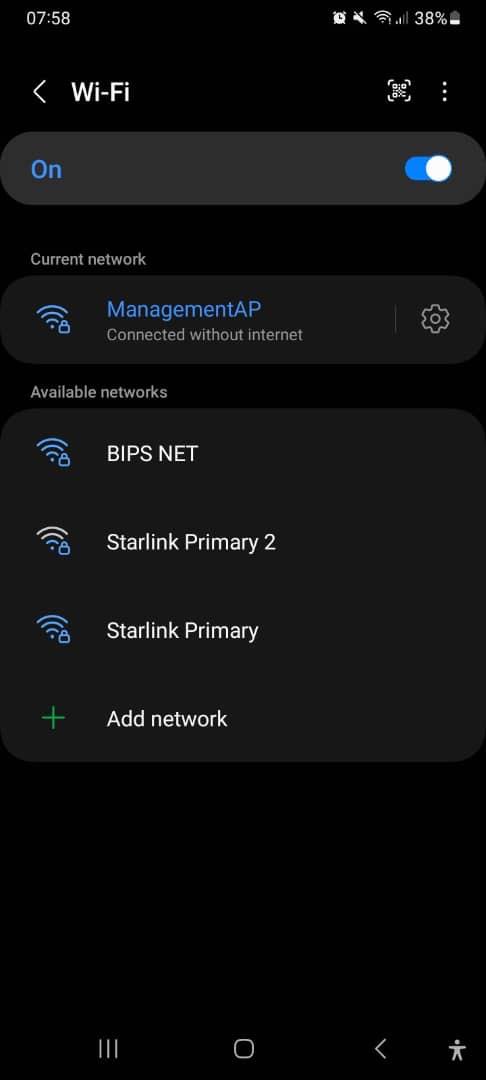 07:58
38%
Wi-Fi
On
Current network
ManagementAP
Connected without internet
Available networks
BIPS NET
Starlink Primary 2
Starlink Primary
Add network